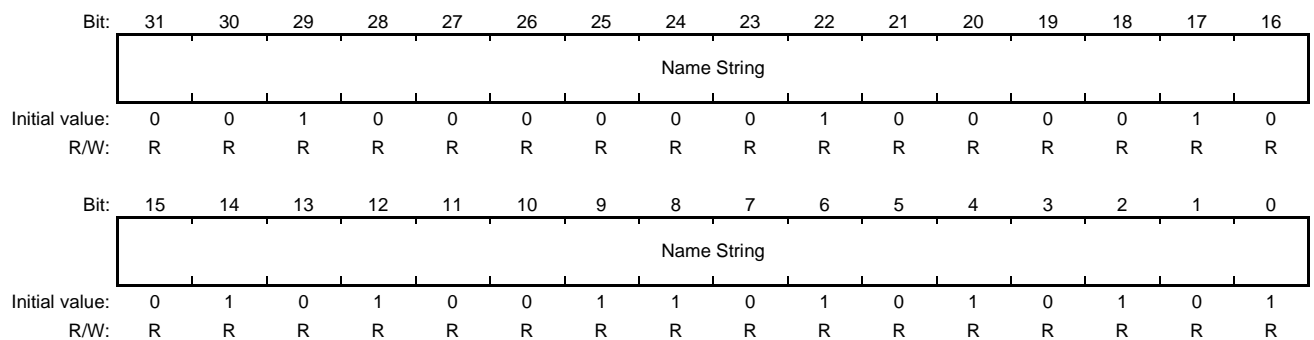 Bit: 31 30 29 28 27 26 25 24 23 22 21 20 19 18 17 16
Name String
Initial value: 0 0 1 0 0 0 0 0 0 1 0 0 0 0 1 0
R/W: R R R R R R R R R R R R R R R R
Bit: 15 14 13 12 11 10 9 8 7 6 5 4 3 2 1 0
Name String
Initial value: 0 1 0 1 0 0 1 1 0 1 0 1 0 1 0 1
R/W: R R R R R R R R R R R R R R R R